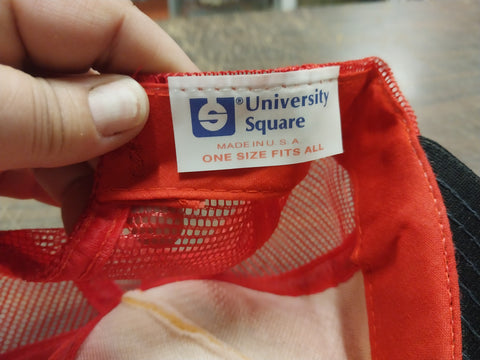 ® University
Square
MADE IN U.S.A
ONE SIZE FITS ALL